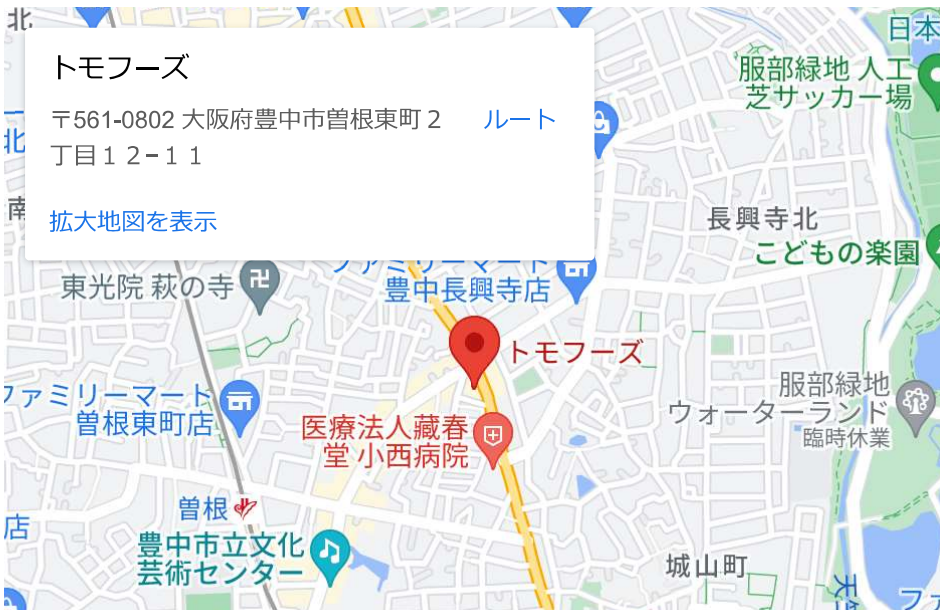 北
トモフーズ
〒561-0802 大阪府豊中市曽根東町２
丁目１２−１１
ルート
拡大地図を表示
北
南
日本
服部緑地 人工
芝サッカー場
長興寺北
こどもの楽園
東光院 萩の寺
ファミリーマート
豊中長興寺店
トモフーズ
ファミリーマート
曽根東町店
医療法人藏春
堂 小西病院
服部緑地
ウォーターランド
臨時休業
曽根
店
豊中市立文化
芸術センター
城山町
天
フ